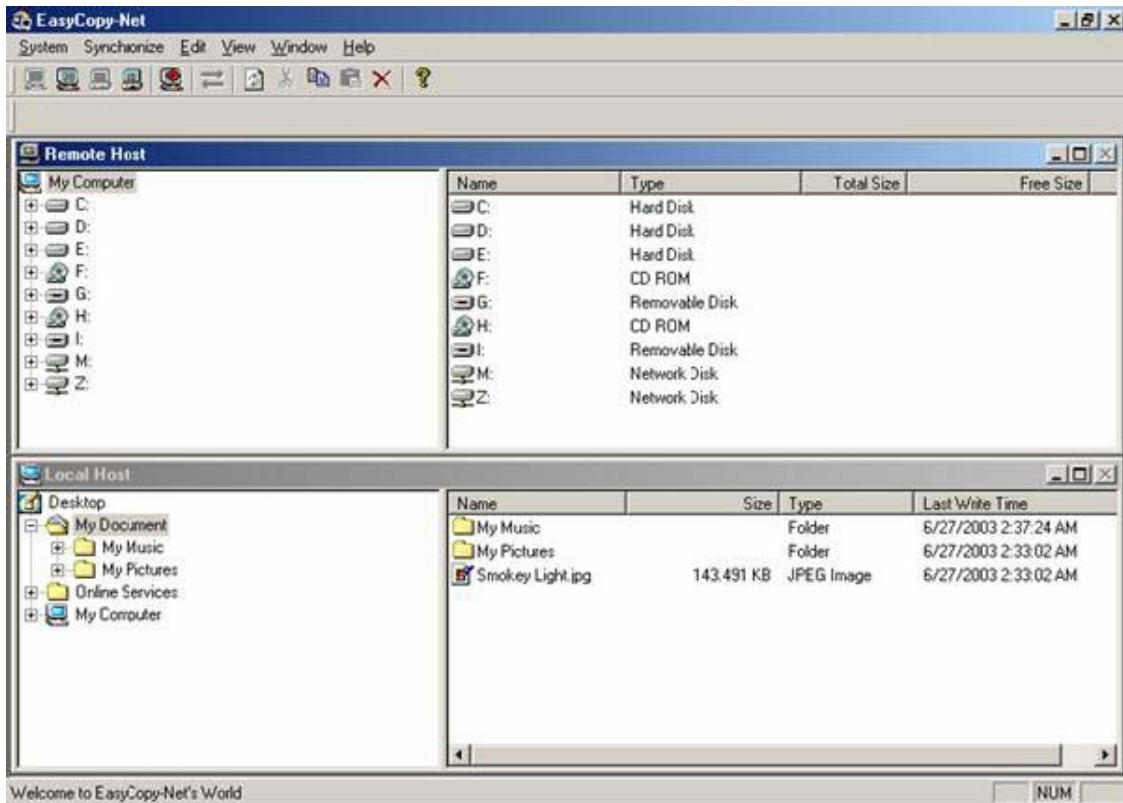 EasyCopy-Net
System Synchronize Edit View Window Help
Remote Host
My Computer
C:
D:
E:
F:
G:
H:
I:
M:
Z:
Name Type Total Size Free Size
C: Hard Disk
D: Hard Disk
E: Hard Disk
F: CD ROM
G: Removable Disk
H: CD ROM
I: Removable Disk
M: Network Disk
Z: Network Disk
Local Host
Desktop
My Document
My Music
My Pictures
Online Services
My Computer
Name Size Type Last Write Time
My Music Folder 6/27/2003 2:37:24 AM
My Pictures Folder 6/27/2003 2:33:02 AM
Smokey Light.jpg 143.491 KB JPEG Image 6/27/2003 2:33:02 AM
Welcome to EasyCopy-Net's World NUM